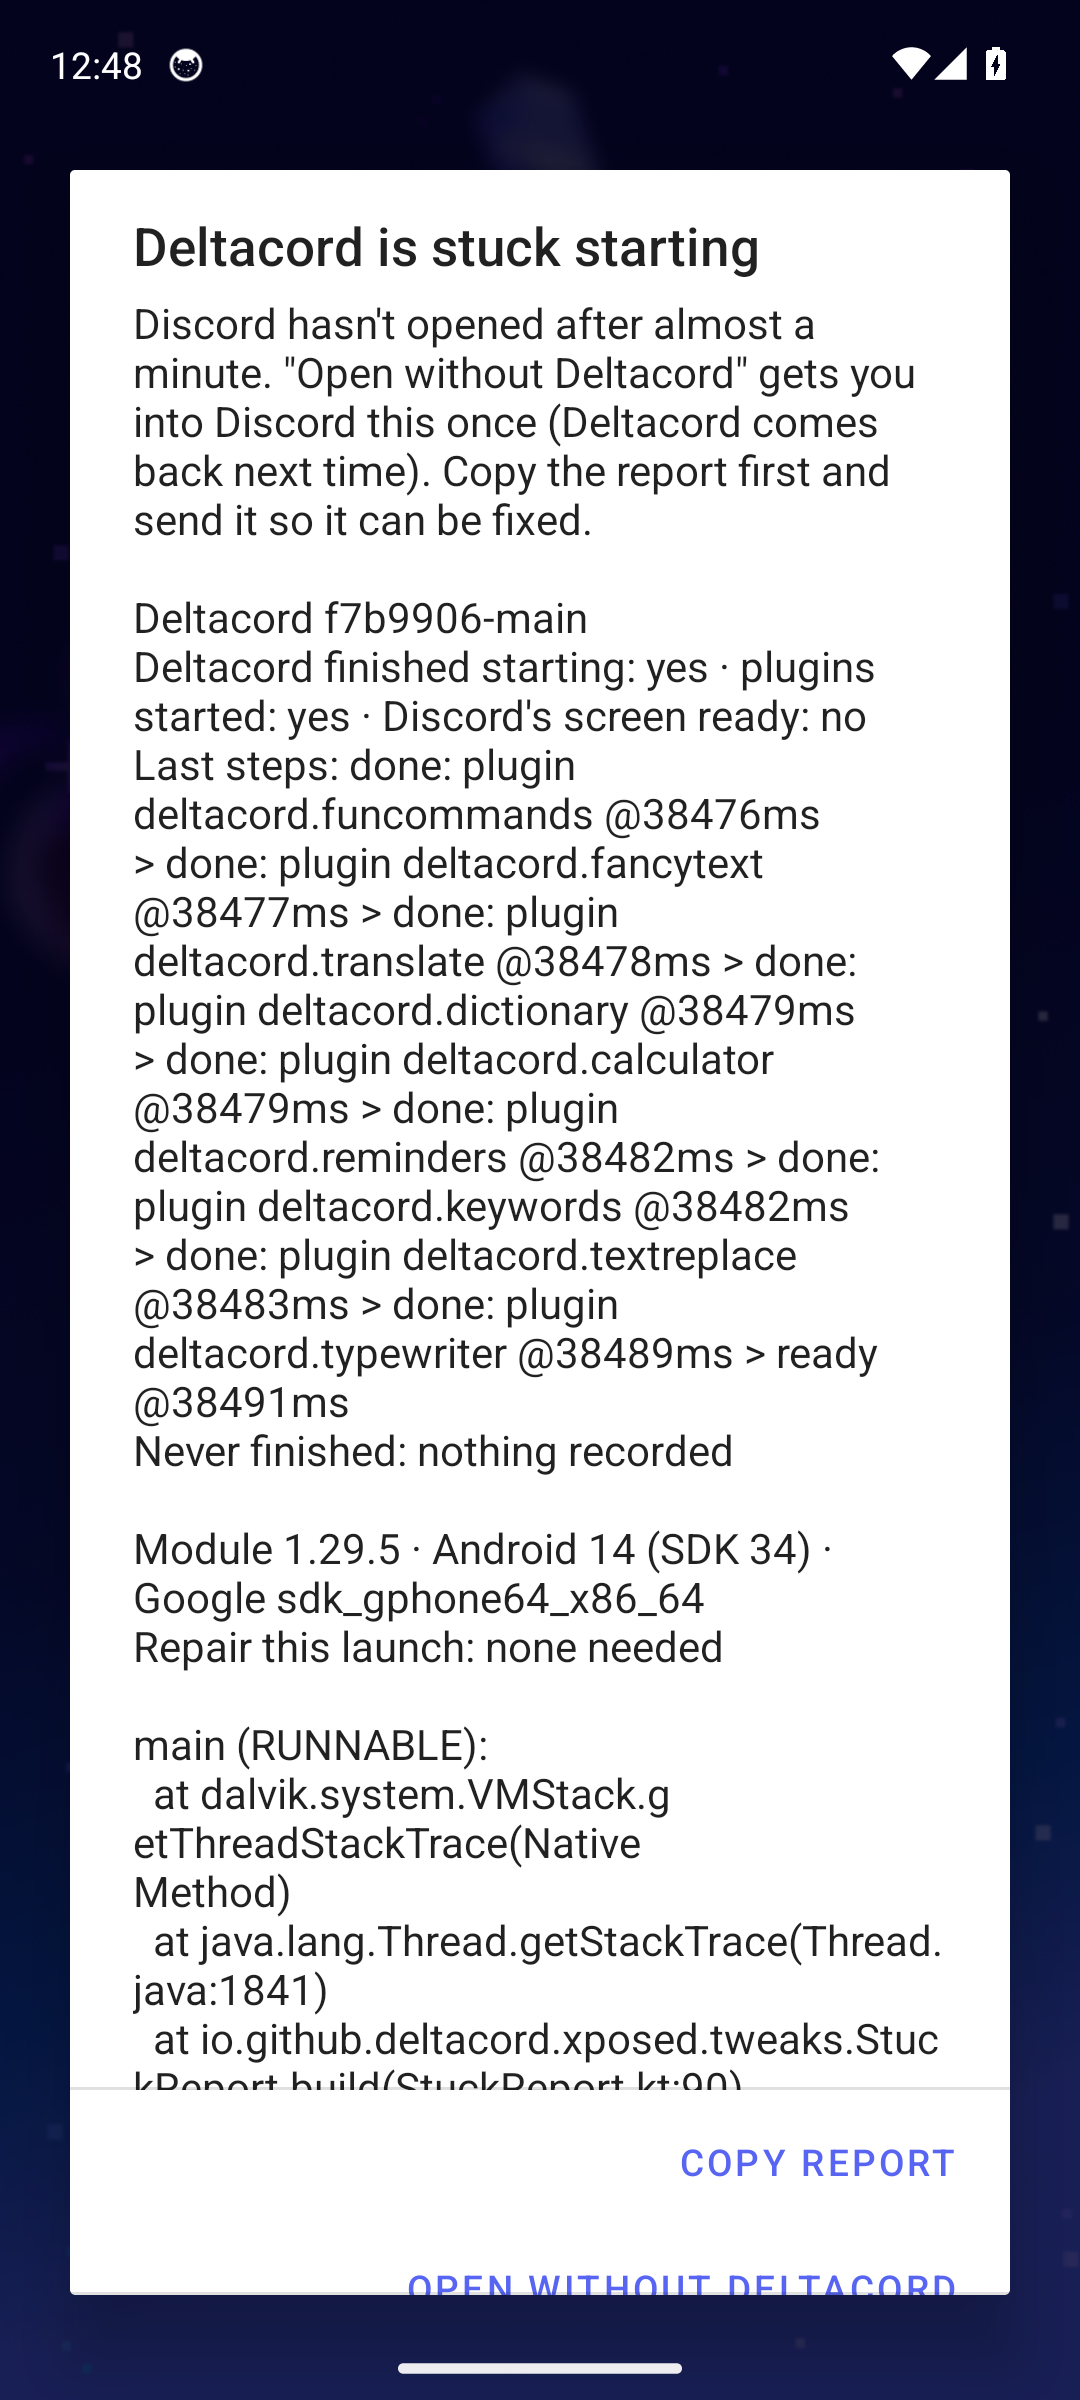 12:48
Deltacord is stuck starting
Discord hasn't opened after almost a
minute. "Open without Deltacord" gets you
into Discord this once (Deltacord comes
back next time). Copy the report first and
send it so it can be fixed.
Deltacord f7b9906-main
Deltacord finished starting: yes · plugins
started: yes · Discord's screen ready: no
Last steps: done: plugin
deltacord.funcommands @38476ms
> done: plugin deltacord.fancytext
@38477ms > done: plugin
deltacord.translate @38478ms > done:
plugin deltacord.dictionary @38479ms
> done: plugin deltacord.calculator
@38479ms > done: plugin
deltacord.reminders @38482ms > done:
plugin deltacord.keywords @38482ms
> done: plugin deltacord.textreplace
@38483ms > done: plugin
deltacord.typewriter @38489ms > ready
@38491ms
Never finished: nothing recorded
Module 1.29.5 · Android 14 (SDK 34) ·
Google sdk_gphone64_x86_64
Repair this launch: none needed
main (RUNNABLE):
at dalvik.system.VMStack.g
etThreadStackTrace(Native
Method)
at java.lang.Thread.getStackTrace(Thread.
java:1841)
at io.github.deltacord.xposed.tweaks.Stuc
kReport.build(StuckReport.kt:90)
COPY REPORT
OPEN WITHOUT DELTACORD